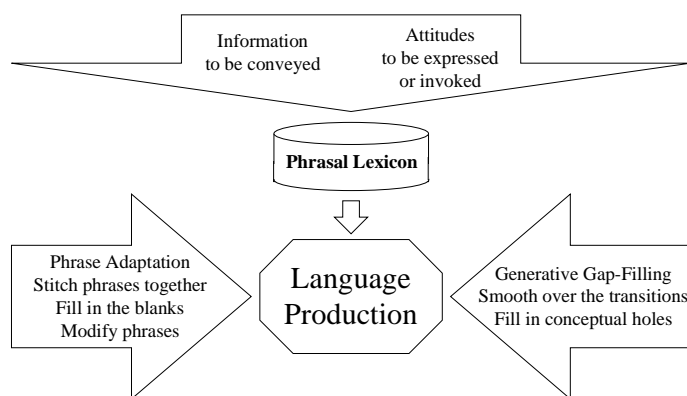 Information
to be conveyed
Attitudes
to be expressed
or invoked
Phrasal Lexicon
Phrase Adaptation
Stitch phrases together
Fill in the blanks
Modify phrases
Language
Production
Generative Gap-Filling
Smooth over the transitions
Fill in conceptual holes